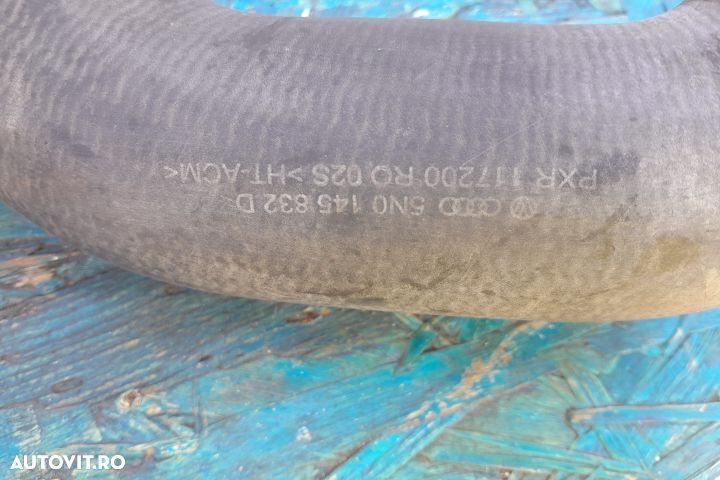 5N0 145 832 D
PXR 117200 RO 02S >HT-ACM<
AUTOVIT.RO